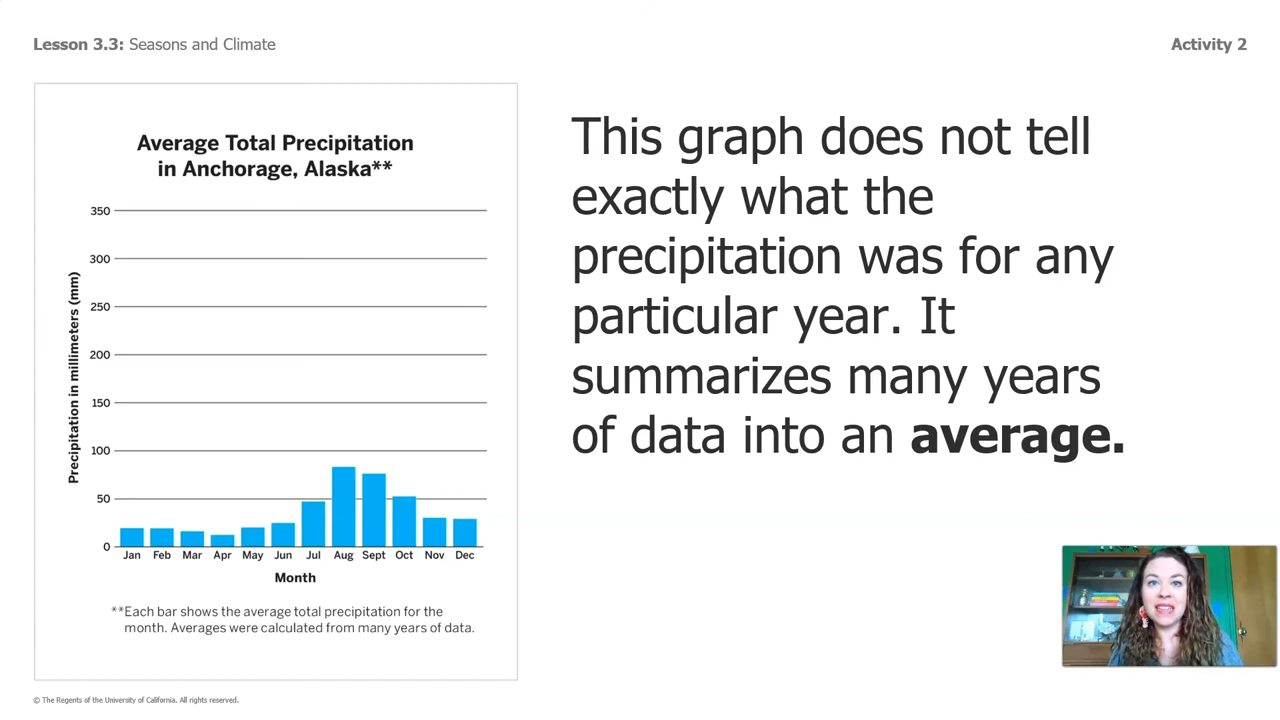 Lesson 3.3: Seasons and Climate
Activity 2
Average Total Precipitation
in Anchorage, Alaska**
Precipitation in millimeters (mm)
350
300
250
200
150
100
50
0
Jan Feb Mar Apr May Jun Jul Aug Sept Oct Nov Dec
Month
**Each bar shows the average total precipitation for the
month. Averages were calculated from many years of data.
This graph does not tell
exactly what the
precipitation was for any
particular year. It
summarizes many years
of data into an average.
© The Regents of the University of California. All rights reserved.